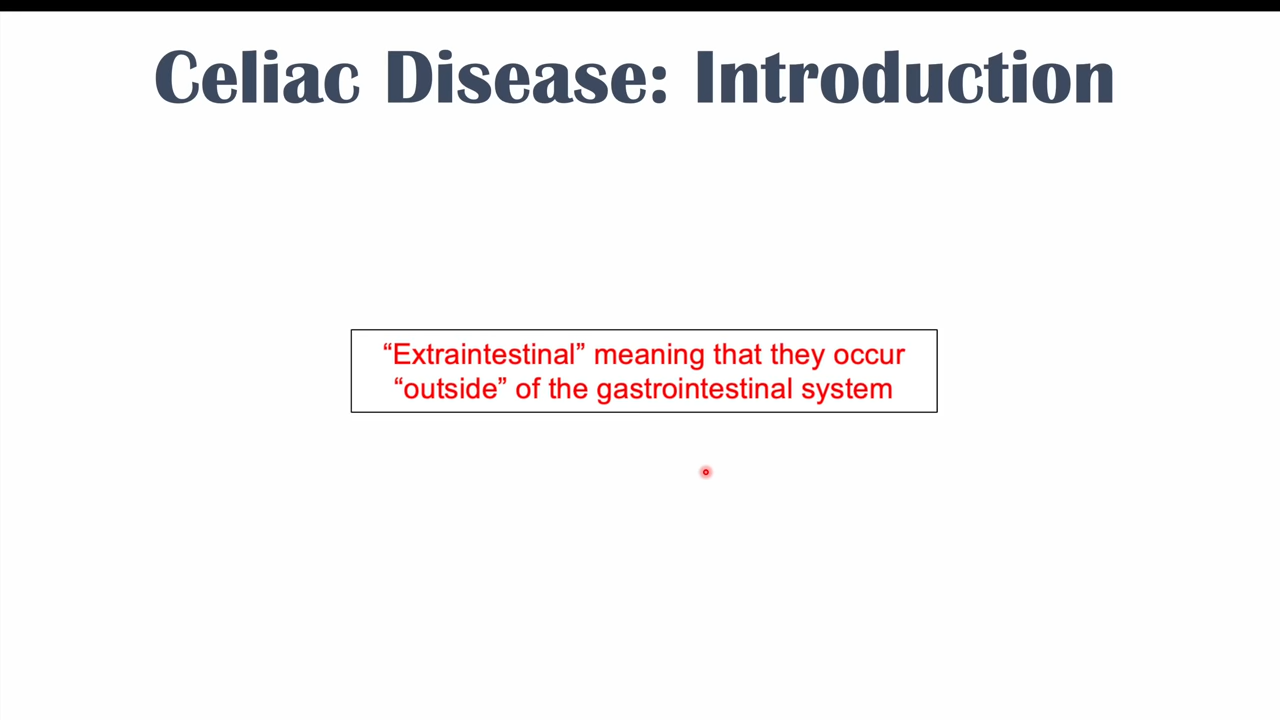 Celiac Disease: Introduction
“Extraintestinal” meaning that they occur
“outside” of the gastrointestinal system